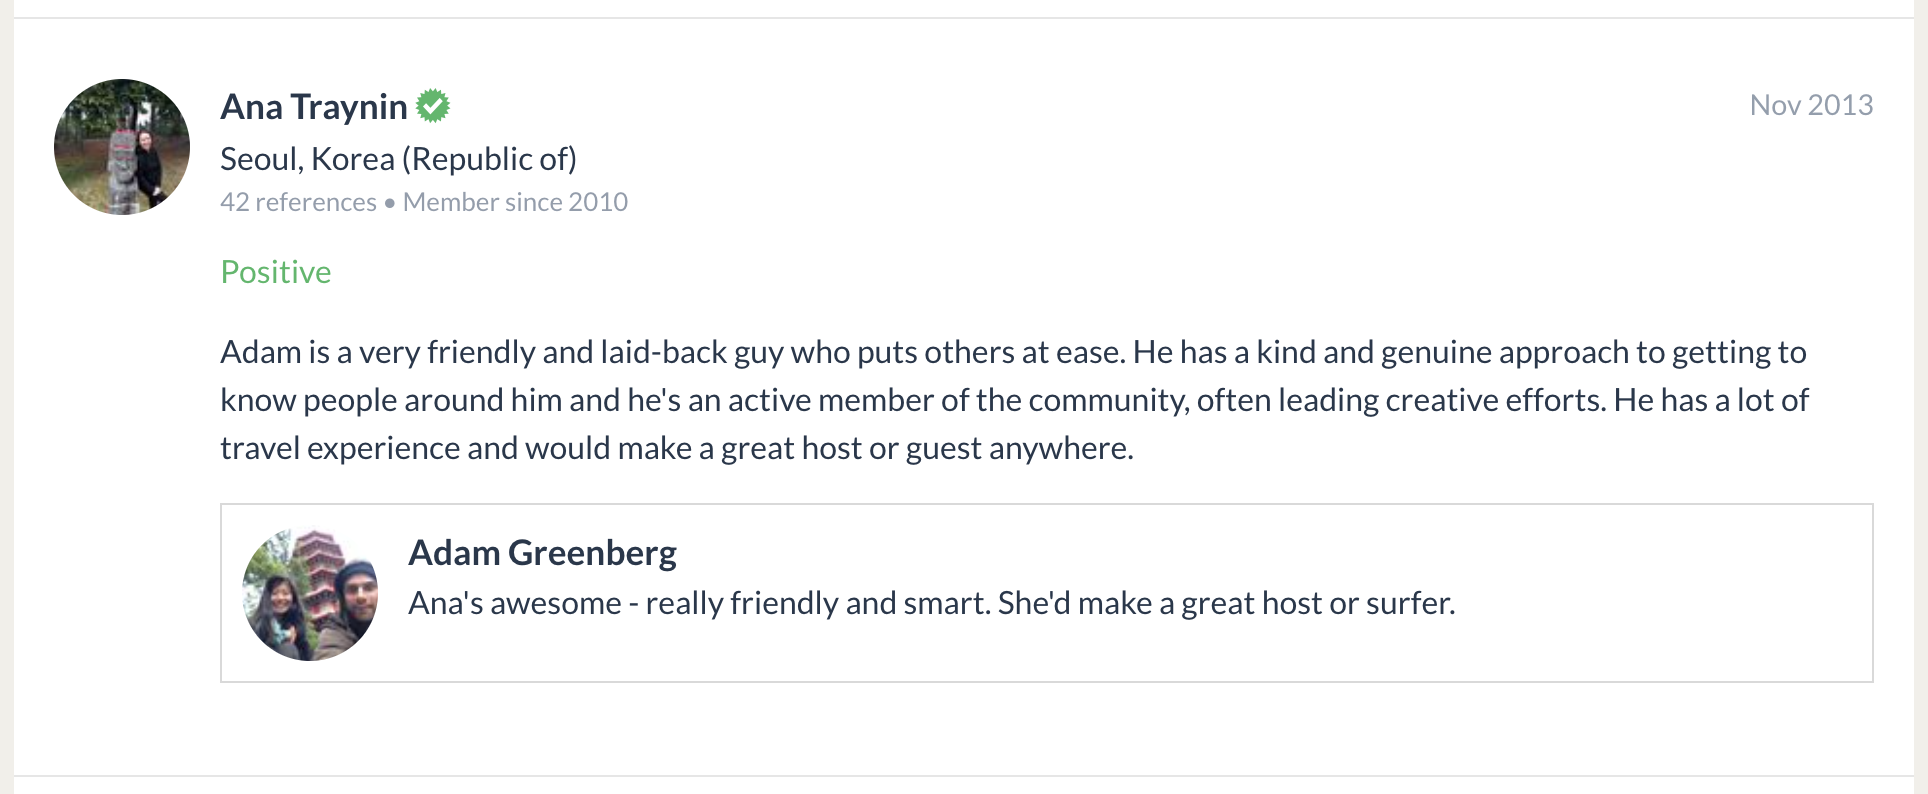 Ana Traynin
Nov 2013
Seoul, Korea (Republic of)
42 references • Member since 2010
Positive
Adam is a very friendly and laid-back guy who puts others at ease. He has a kind and genuine approach to getting to
know people around him and he's an active member of the community, often leading creative efforts. He has a lot of
travel experience and would make a great host or guest anywhere.
Adam Greenberg
Ana's awesome - really friendly and smart. She'd make a great host or surfer.